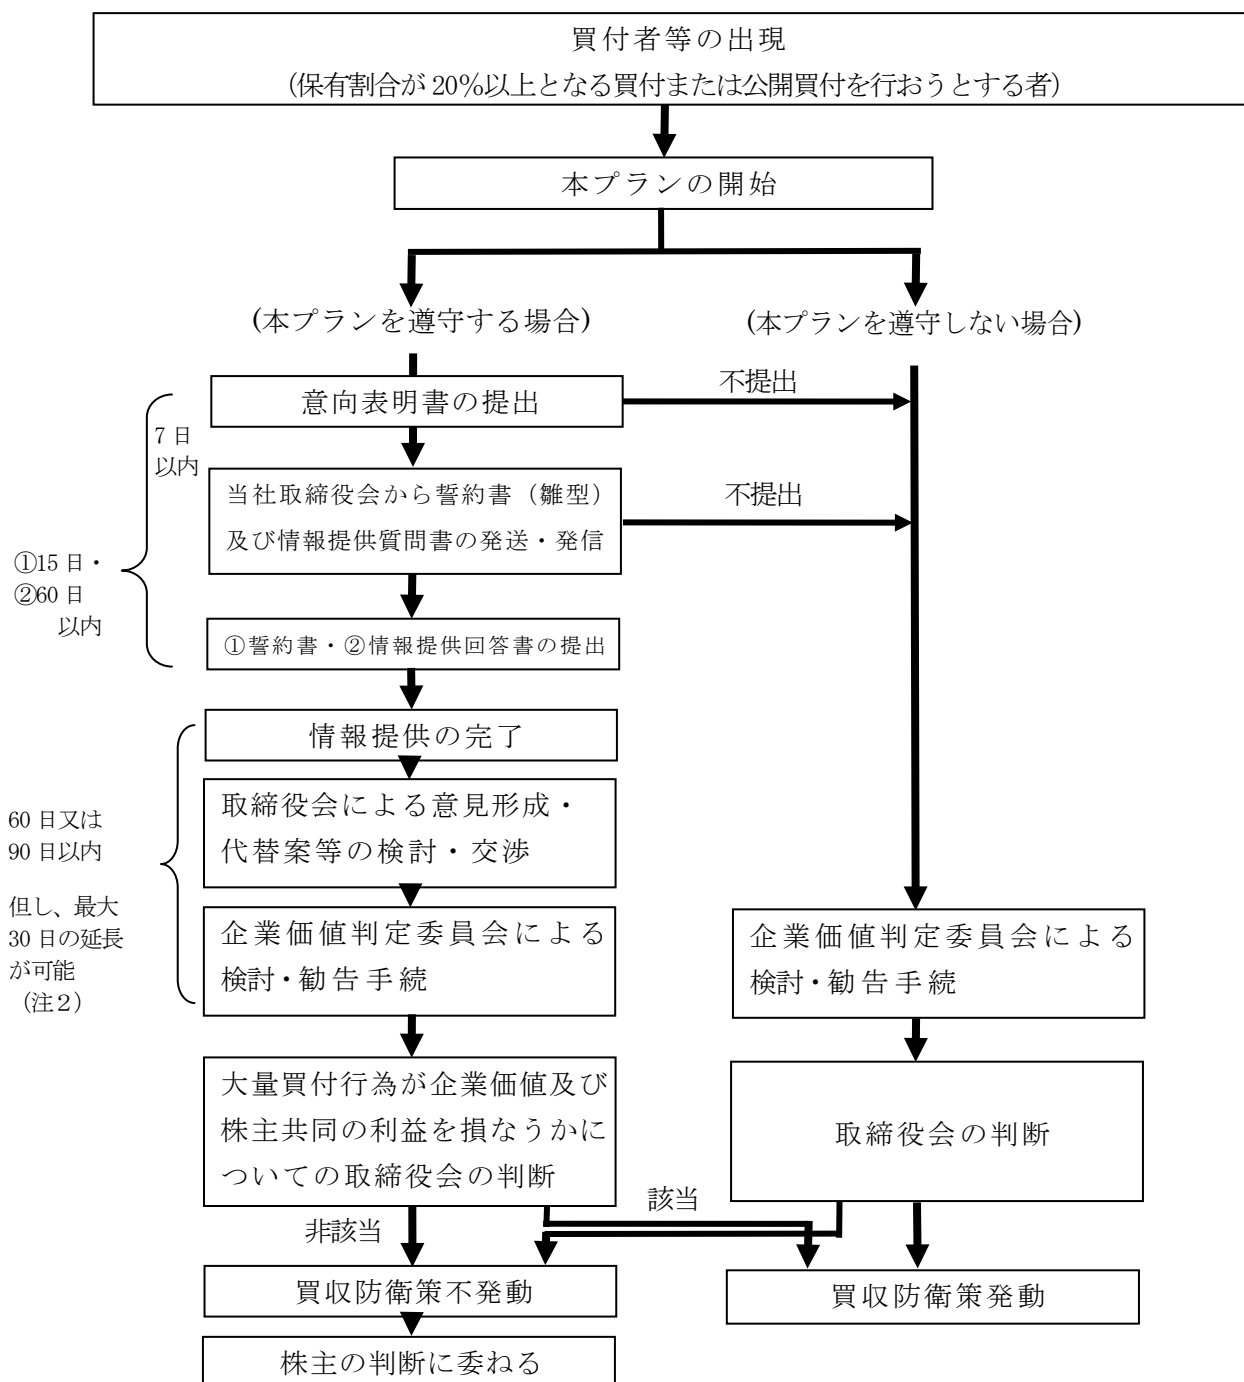 買付者等の出現
(保有割合が 20%以上となる買付または公開買付を行おうとする者)
本プランの開始
(本プランを遵守する場合)
(本プランを遵守しない場合)
意向表明書の提出
不提出
7 日
以内
当社取締役会から誓約書（雛型）
及び情報提供質問書の発送・発信
不提出
①15 日・
②60 日
以内
①誓約書・②情報提供回答書の提出
情報提供の完了
取締役会による意見形成・
代替案等の検討・交渉
60 日又は
90 日以内
但し、最大
30 日の延長
が可能
（注２）
企業価値判定委員会による
検討・勧告手続
企業価値判定委員会による
検討・勧告手続
大量買付行為が企業価値及び
株主共同の利益を損なうかに
ついての取締役会の判断
取締役会の判断
該当
非該当
買収防衛策不発動
買収防衛策発動
株主の判断に委ねる